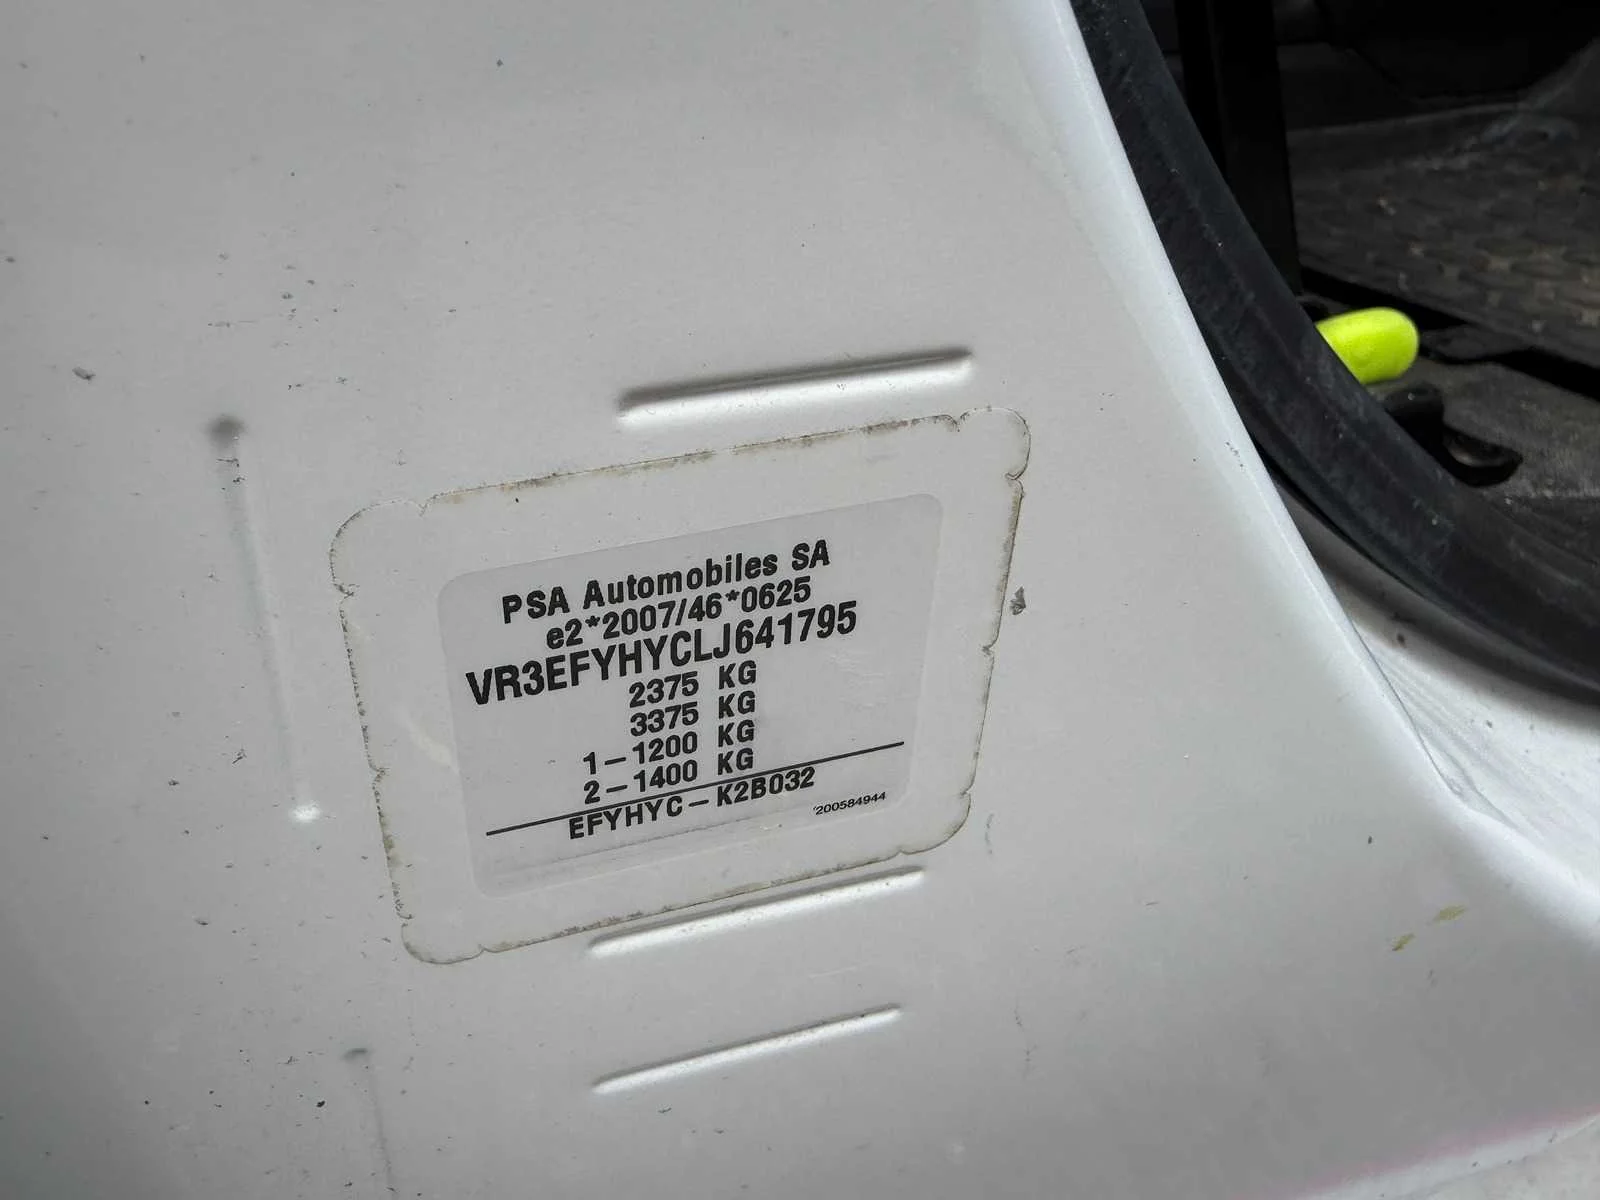 PSA Automobiles SA
e2*2007/46*0625
VR3EFYHYCLJ641795
2375 KG
3375 KG
1-1200 KG
2-1400 KG
EFYHYC-K2B032
'200584944